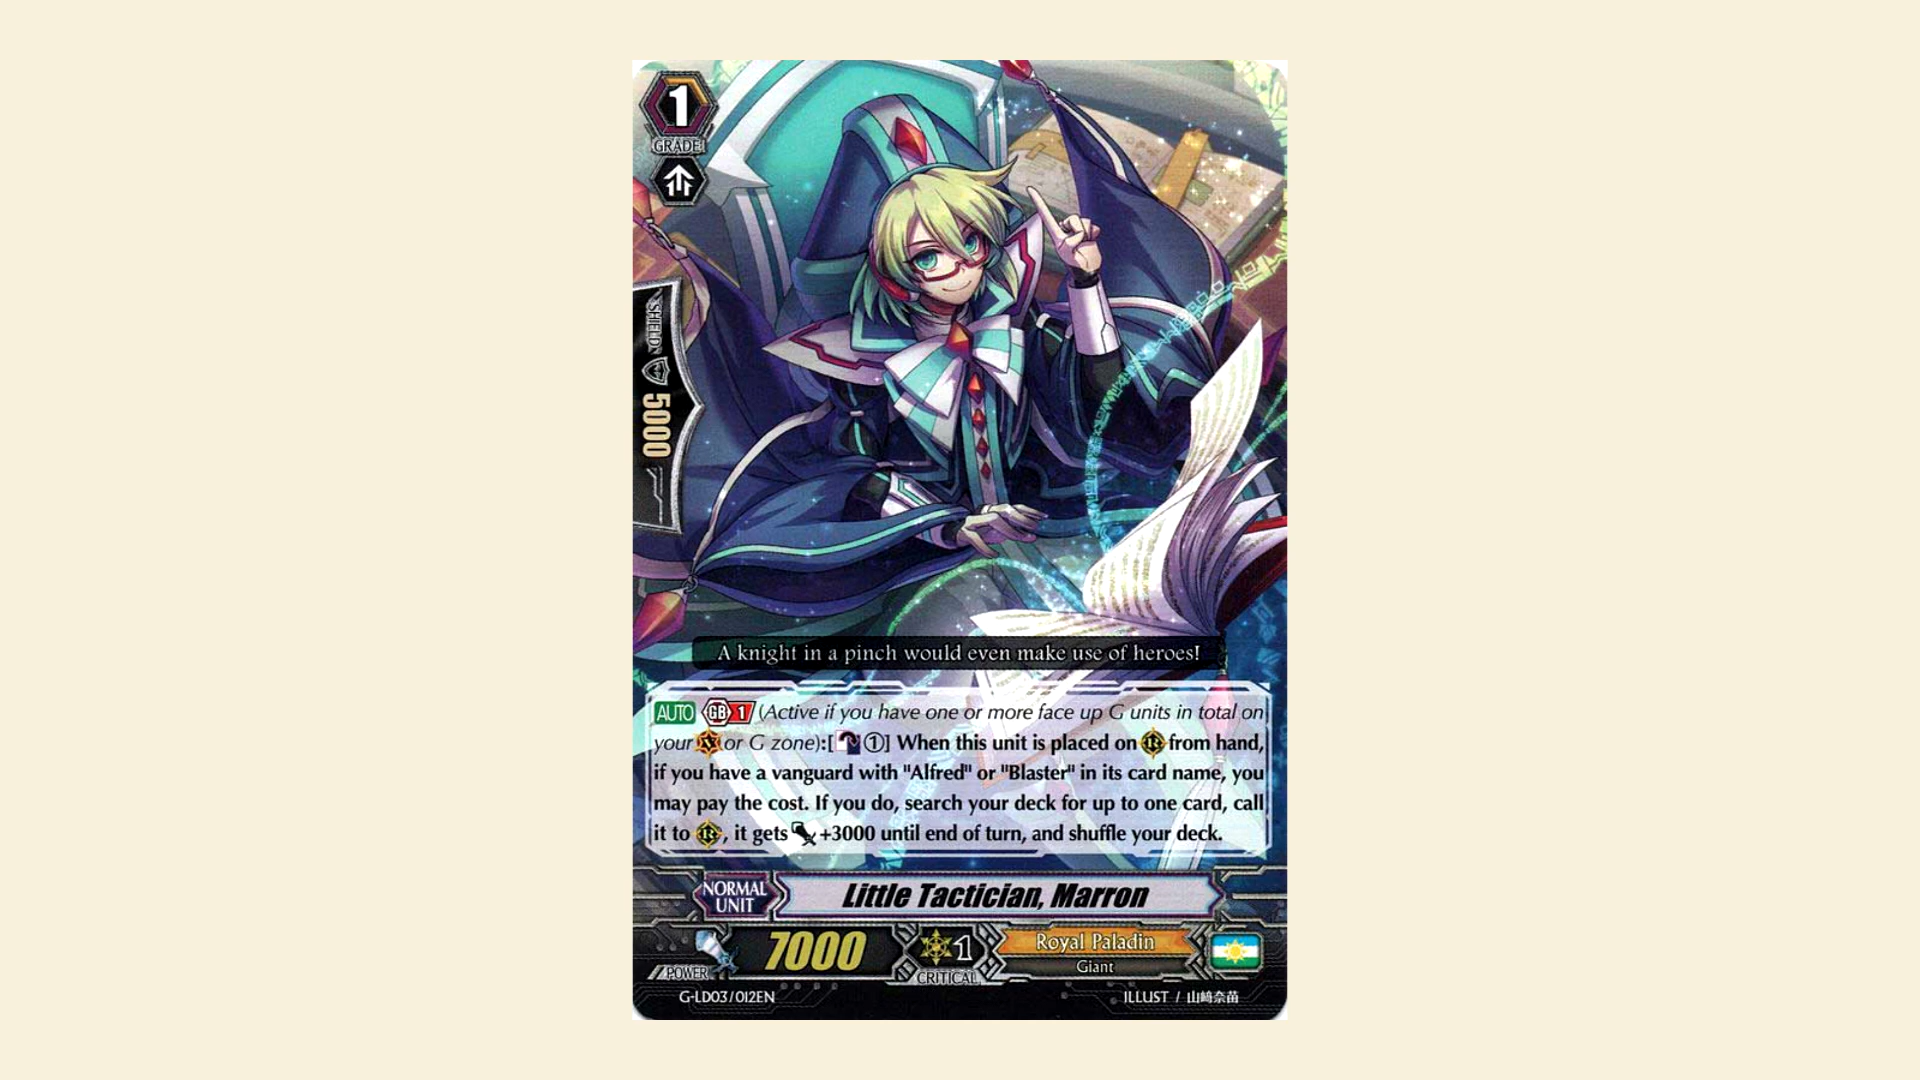 1
GRADE
SHIELD
5000
A knight in a pinch would even make use of heroes!
AUTO GB 1 (Active if you have one or more face up G units in total on
your V or G zone):[ ①] When this unit is placed on R from hand,
if you have a vanguard with "Alfred" or "Blaster" in its card name, you
may pay the cost. If you do, search your deck for up to one card, call
it to R, it gets +3000 until end of turn, and shuffle your deck.
NORMAL
UNIT
Little Tactician, Marron
POWER
7000
1
CRITICAL
Royal Paladin
Giant
G-LD03/012EN
ILLUST / 山﨑奈苗